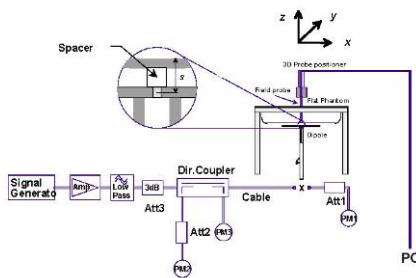 z
y
x
Spacer
s
3D Probe positioner
Field probe
Flat Phantom
Dipole
Signal
Generato
Amp
Low
Pass
3dB
Att3
Dir.Coupler
Att2
PM3
PM2
Cable
x
Att1
PM1
PC